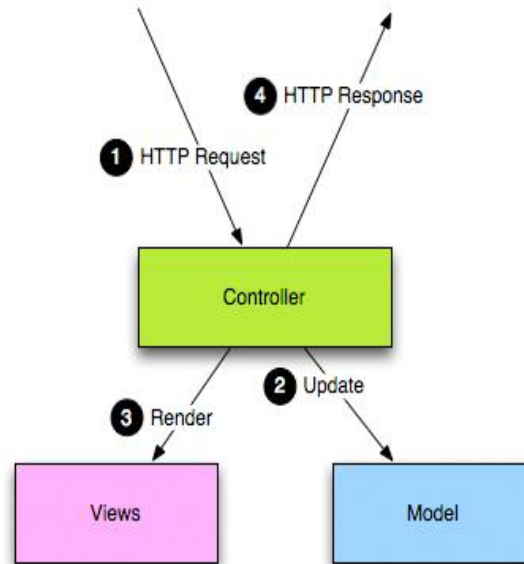 4 HTTP Response
1 HTTP Request
Controller
2 Update
3 Render
Views
Model